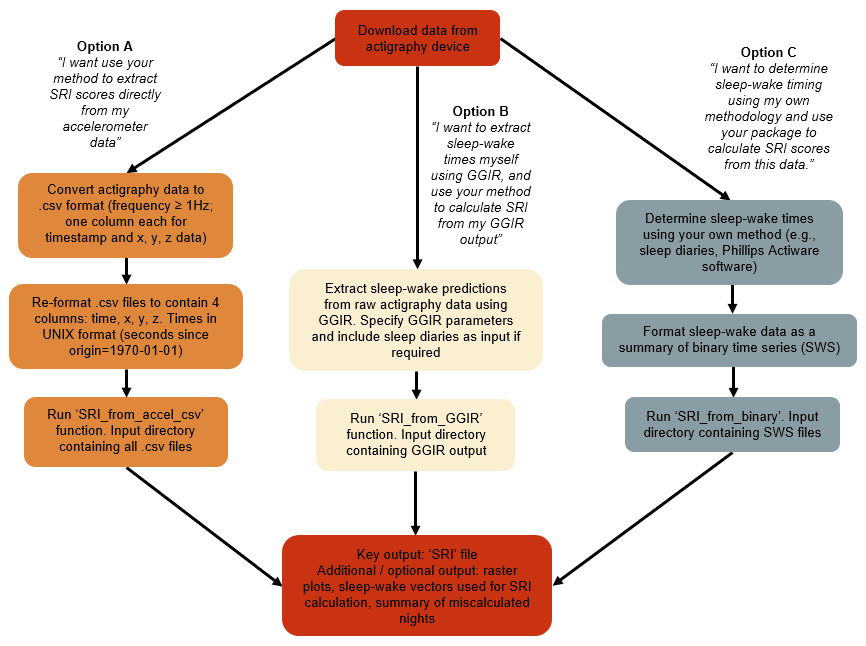 Download data from
actigraphy device
Option A
“I want use your
method to extract
SRI scores directly
from my
accelerometer
data”
Option B
“I want to extract
sleep-wake
times myself
using GGIR, and
use your method
to calculate SRI
from my GGIR
output”
Option C
“I want to determine
sleep-wake timing
using my own
methodology and use
your package to
calculate SRI scores
from this data.”
Convert actigraphy data to
.csv format (frequency ≥ 1Hz;
one column each for
timestamp and x, y, z data)
Re-format .csv files to contain 4
columns: time, x, y, z. Times in
UNIX format (seconds since
origin=1970-01-01)
Run ‘SRI_from_accel_csv’
function. Input directory
containing all .csv files
Extract sleep-wake predictions
from raw actigraphy data using
GGIR. Specify GGIR parameters
and include sleep diaries as input if
required
Run ‘SRI_from_GGIR’
function. Input directory
containing GGIR output
Determine sleep-wake times
using your own method (e.g.,
sleep diaries, Phillips Actiware
software)
Format sleep-wake data as a
summary of binary time series (SWS)
Run ‘SRI_from_binary’. Input
directory containing SWS files
Key output: ‘SRI’ file
Additional / optional output: raster
plots, sleep-wake vectors used for SRI
calculation, summary of miscalculated
nights